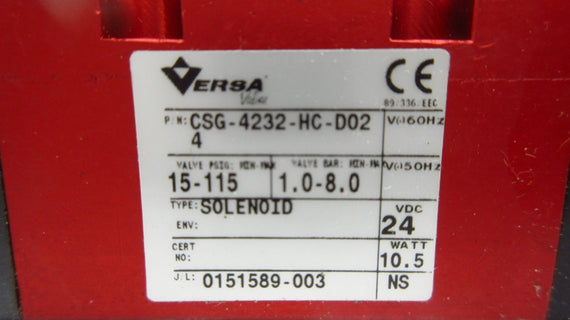 VERSA
Valves
CE
89/336/EEC
P/N: CSG-4232-HC-D02
4
V@60Hz
VALVE PSIG: MIN-MAX
VALVE BAR: MIN-MAX
V@50Hz
15-115
1.0-8.0
TYPE: SOLENOID
VDC
ENV:
24
CERT
NO:
WATT
10.5
J/L: 0151589-003
NS